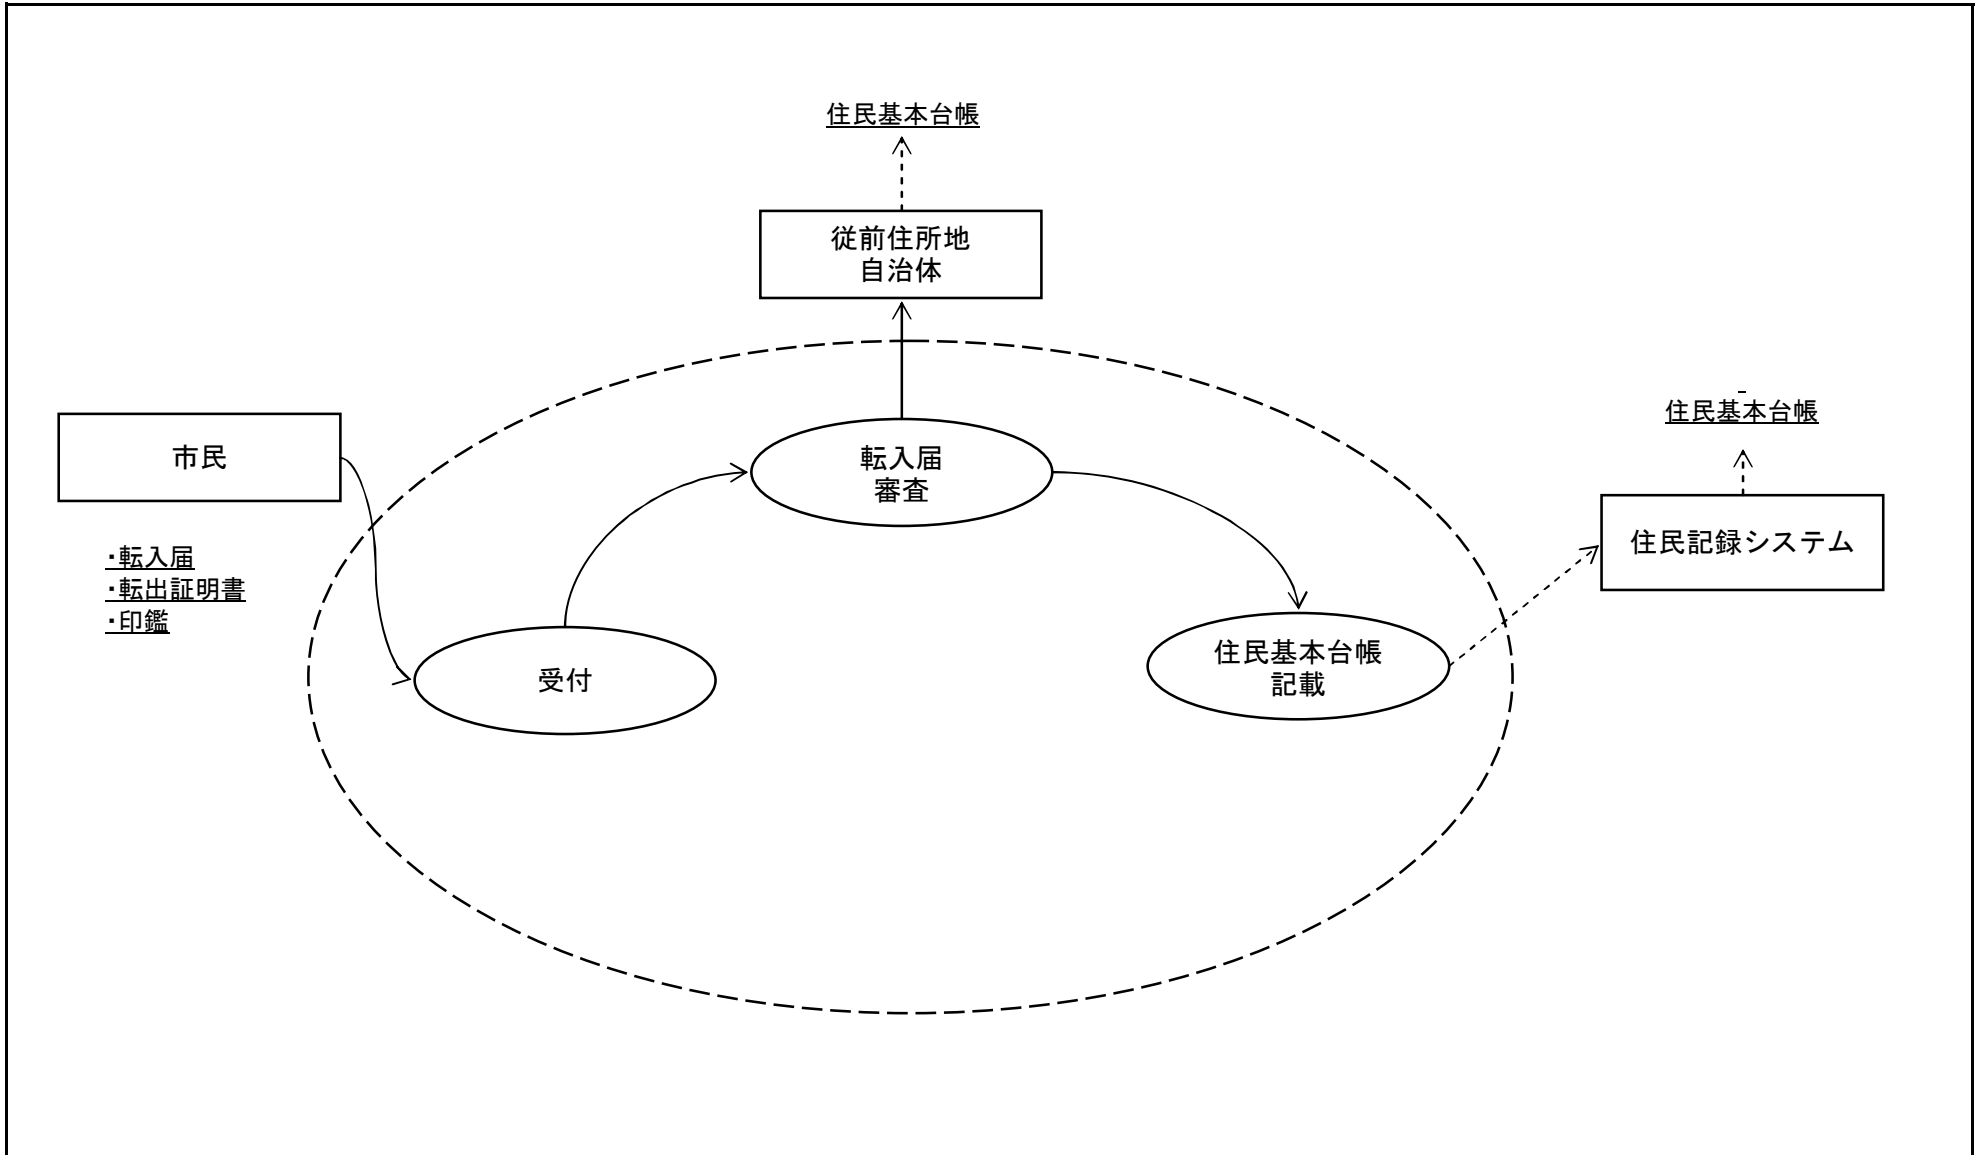 住民基本台帳
従前住所地
自治体
市民
・転入届
・転出証明書
・印鑑
転入届
審査
受付
住民基本台帳
記載
住民基本台帳
住民記録システム